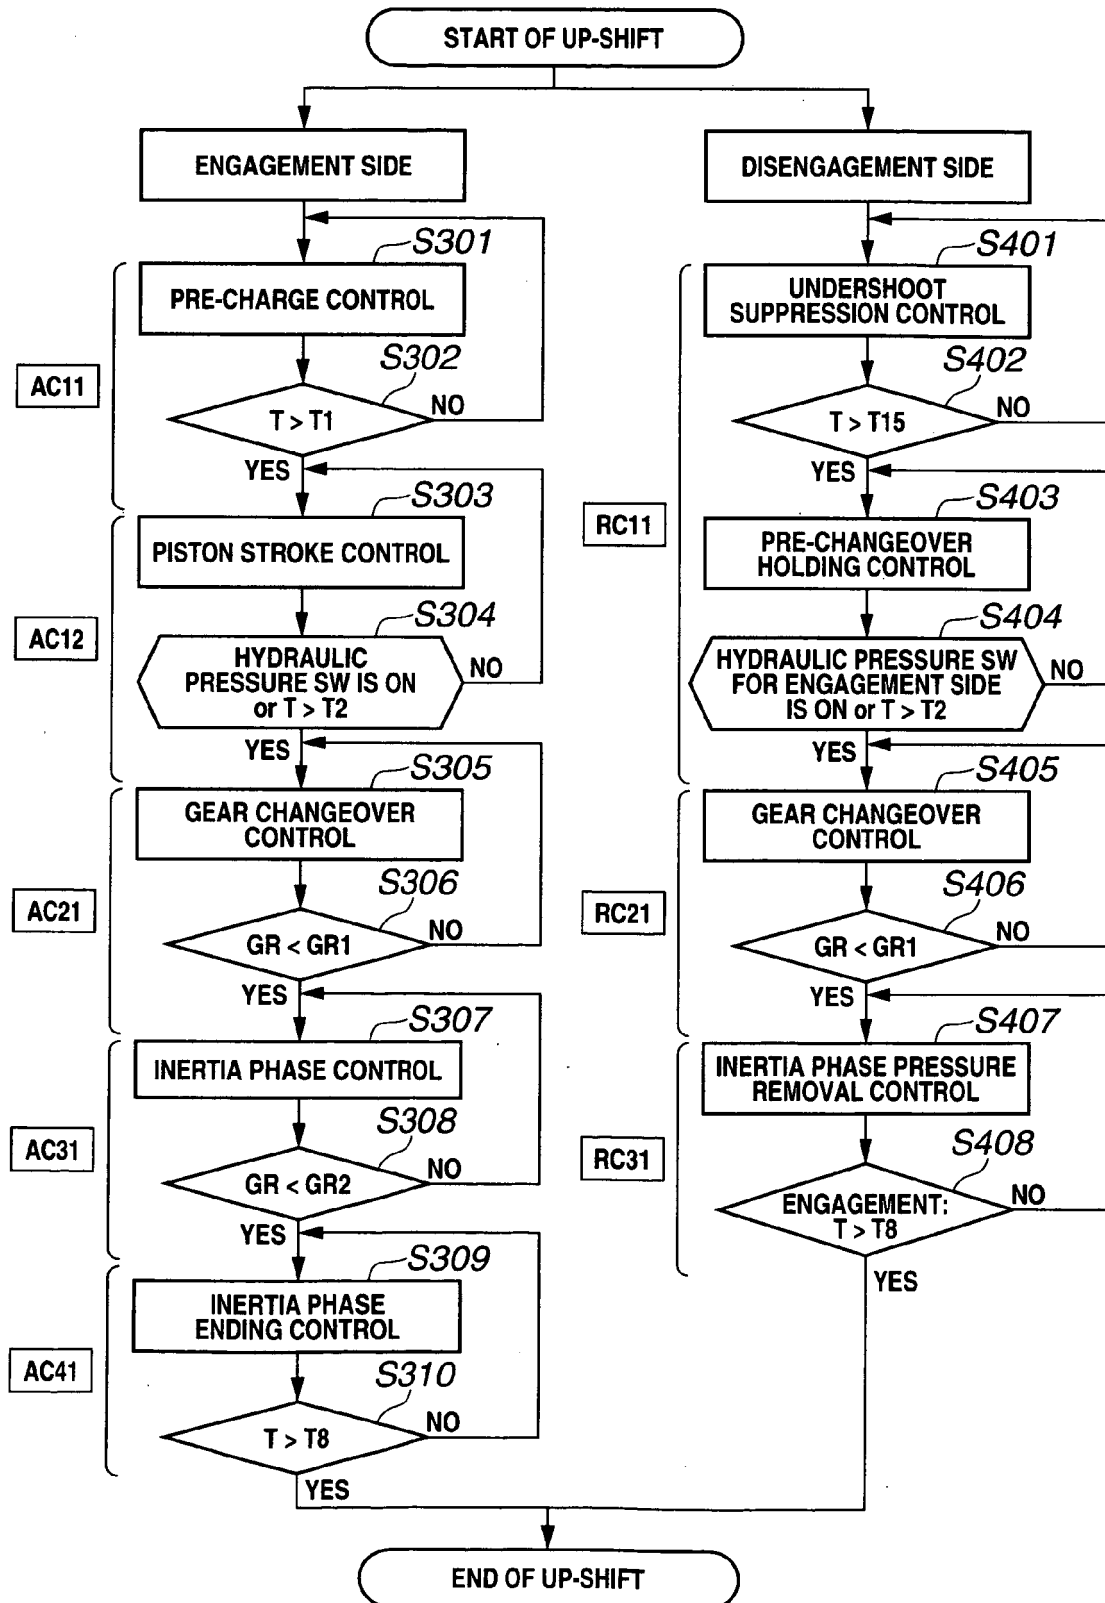 START OF UP-SHIFT
ENGAGEMENT SIDE
S301
PRE-CHARGE CONTROL
S302
AC11
T > T1
NO
YES
S303
PISTON STROKE CONTROL
S304
AC12
HYDRAULIC
PRESSURE SW IS ON
or T > T2
NO
YES
S305
GEAR CHANGEOVER
CONTROL
S306
AC21
GR < GR1
NO
YES
S307
INERTIA PHASE CONTROL
S308
AC31
GR < GR2
NO
YES
S309
INERTIA PHASE
ENDING CONTROL
S310
AC41
T > T8
NO
YES
DISENGAGEMENT SIDE
S401
UNDERSHOOT
SUPPRESSION CONTROL
S402
T > T15
NO
YES
S403
RC11
PRE-CHANGEOVER
HOLDING CONTROL
S404
HYDRAULIC PRESSURE SW
FOR ENGAGEMENT SIDE
IS ON or T > T2
NO
YES
S405
GEAR CHANGEOVER
CONTROL
S406
RC21
GR < GR1
NO
YES
S407
INERTIA PHASE PRESSURE
REMOVAL CONTROL
S408
RC31
ENGAGEMENT:
T > T8
NO
YES
END OF UP-SHIFT